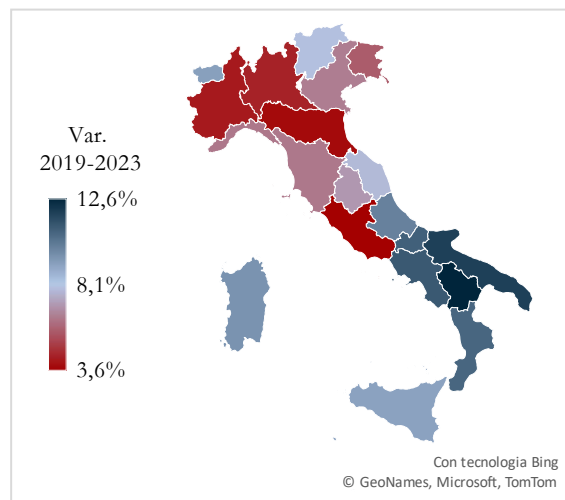 Var.
2019-2023
12,6%
8,1%
3,6%
Con tecnologia Bing
© GeoNames, Microsoft, TomTom